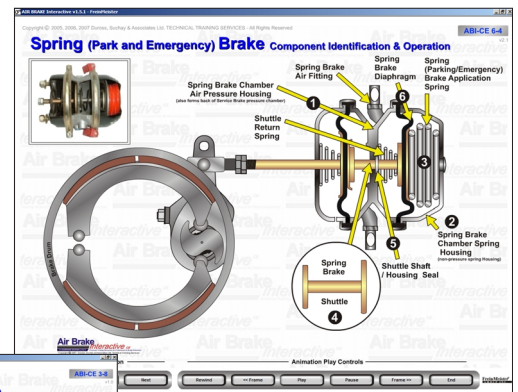 AIR BRAKE Interactive v1.5.1 - FreinMeister
Copyright © 2005, 2006, 2007 Dumas, Suchay & Associates Ltd. TECHNICAL TRAINING SERVICES - All Rights Reserved
ABI-CE 6-4
v2.1
Spring (Park and Emergency) Brake Component Identification & Operation
Spring Brake
Air Fitting
Spring
Brake
Diaphragm
Spring
(Parking/Emergency)
Brake Application
Spring
Spring Brake Chamber
Air Pressure Housing
(also forms back of Service Brake pressure chamber)
1
6
Shuttle
Return
Spring
3
2
Spring Brake
Chamber Spring
Housing
(non-pressure spring Housing)
5
Shuttle Shaft
/ Housing Seal
Spring
Brake
Shuttle
4
Brake Drum
Air Brake
Interactive
Animation Play Controls
ABI-CE 3-8
Next
Rewind
<< Frame
Play
Pause
Frame >>
End
FreinMeister